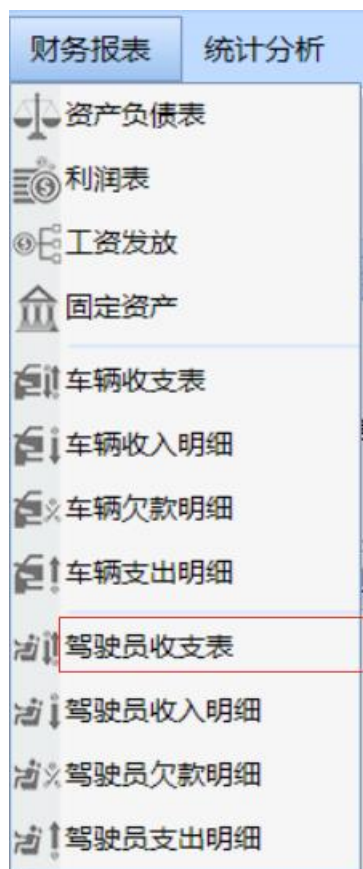 财务报表 统计分析
资产负债表
利润表
工资发放
固定资产
车辆收支表
车辆收入明细
车辆欠款明细
车辆支出明细
驾驶员收支表
驾驶员收入明细
驾驶员欠款明细
驾驶员支出明细